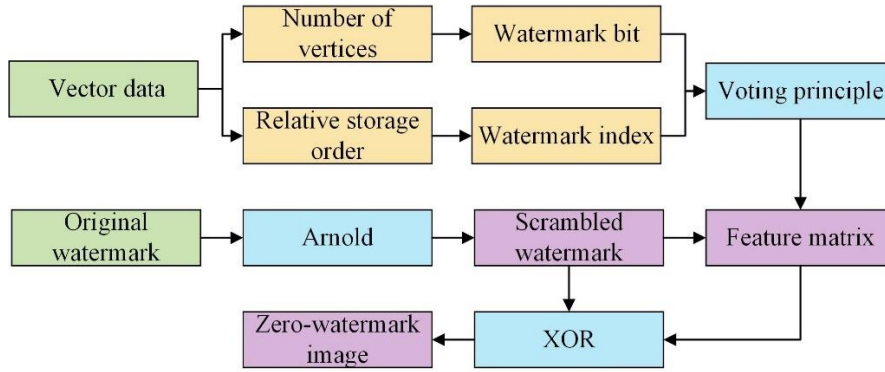 Number of
vertices
Watermark bit
Vector data
Voting principle
Relative storage
order
Watermark index
Original
watermark
Arnold
Scrambled
watermark
Feature matrix
Zero-watermark
image
XOR